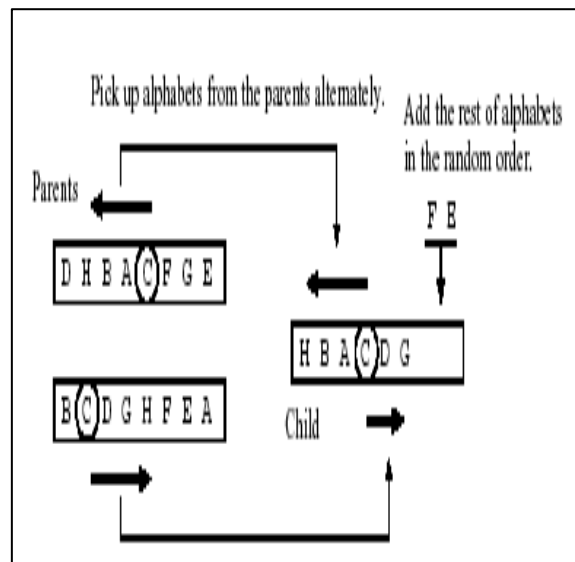 Pick up alphabets from the parents alternately.
Add the rest of alphabets
in the random order.
Parents
F E
D H B A C F G E
H B A C D G
B C D G H F E A
Child